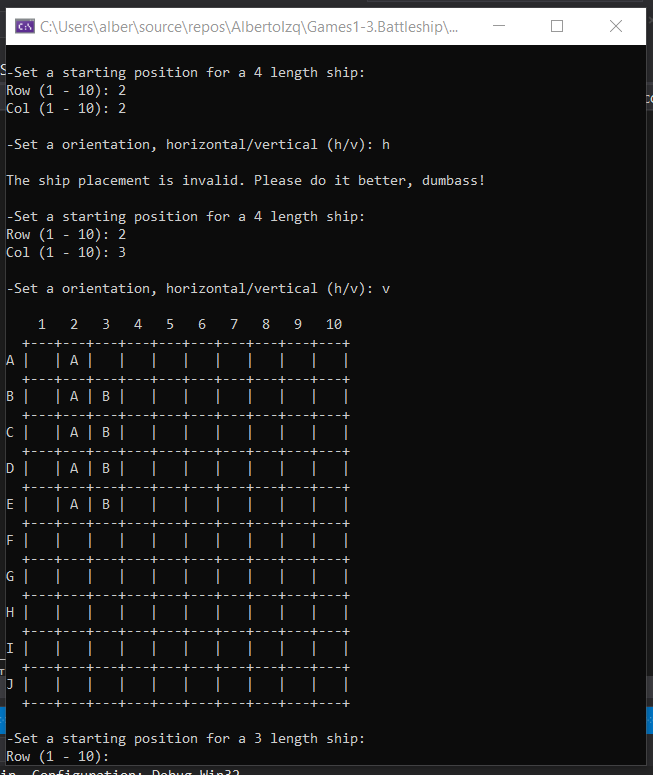 C:\Users\alber\source\repos\AlbertoIzq\Games1-3.Battleship\...
-Set a starting position for a 4 length ship:
Row (1 - 10): 2
Col (1 - 10): 2
-Set a orientation, horizontal/vertical (h/v): h
The ship placement is invalid. Please do it better, dumbass!
-Set a starting position for a 4 length ship:
Row (1 - 10): 2
Col (1 - 10): 3
-Set a orientation, horizontal/vertical (h/v): v
    1   2   3   4   5   6   7   8   9   10
  +---+---+---+---+---+---+---+---+---+---+
A |   | A |   |   |   |   |   |   |   |   |
  +---+---+---+---+---+---+---+---+---+---+
B |   | A | B |   |   |   |   |   |   |   |
  +---+---+---+---+---+---+---+---+---+---+
C |   | A | B |   |   |   |   |   |   |   |
  +---+---+---+---+---+---+---+---+---+---+
D |   | A | B |   |   |   |   |   |   |   |
  +---+---+---+---+---+---+---+---+---+---+
E |   | A | B |   |   |   |   |   |   |   |
  +---+---+---+---+---+---+---+---+---+---+
F |   |   |   |   |   |   |   |   |   |   |
  +---+---+---+---+---+---+---+---+---+---+
G |   |   |   |   |   |   |   |   |   |   |
  +---+---+---+---+---+---+---+---+---+---+
H |   |   |   |   |   |   |   |   |   |   |
  +---+---+---+---+---+---+---+---+---+---+
I |   |   |   |   |   |   |   |   |   |   |
  +---+---+---+---+---+---+---+---+---+---+
J |   |   |   |   |   |   |   |   |   |   |
  +---+---+---+---+---+---+---+---+---+---+
-Set a starting position for a 3 length ship:
Row (1 - 10):
Configuration: Debug Win32